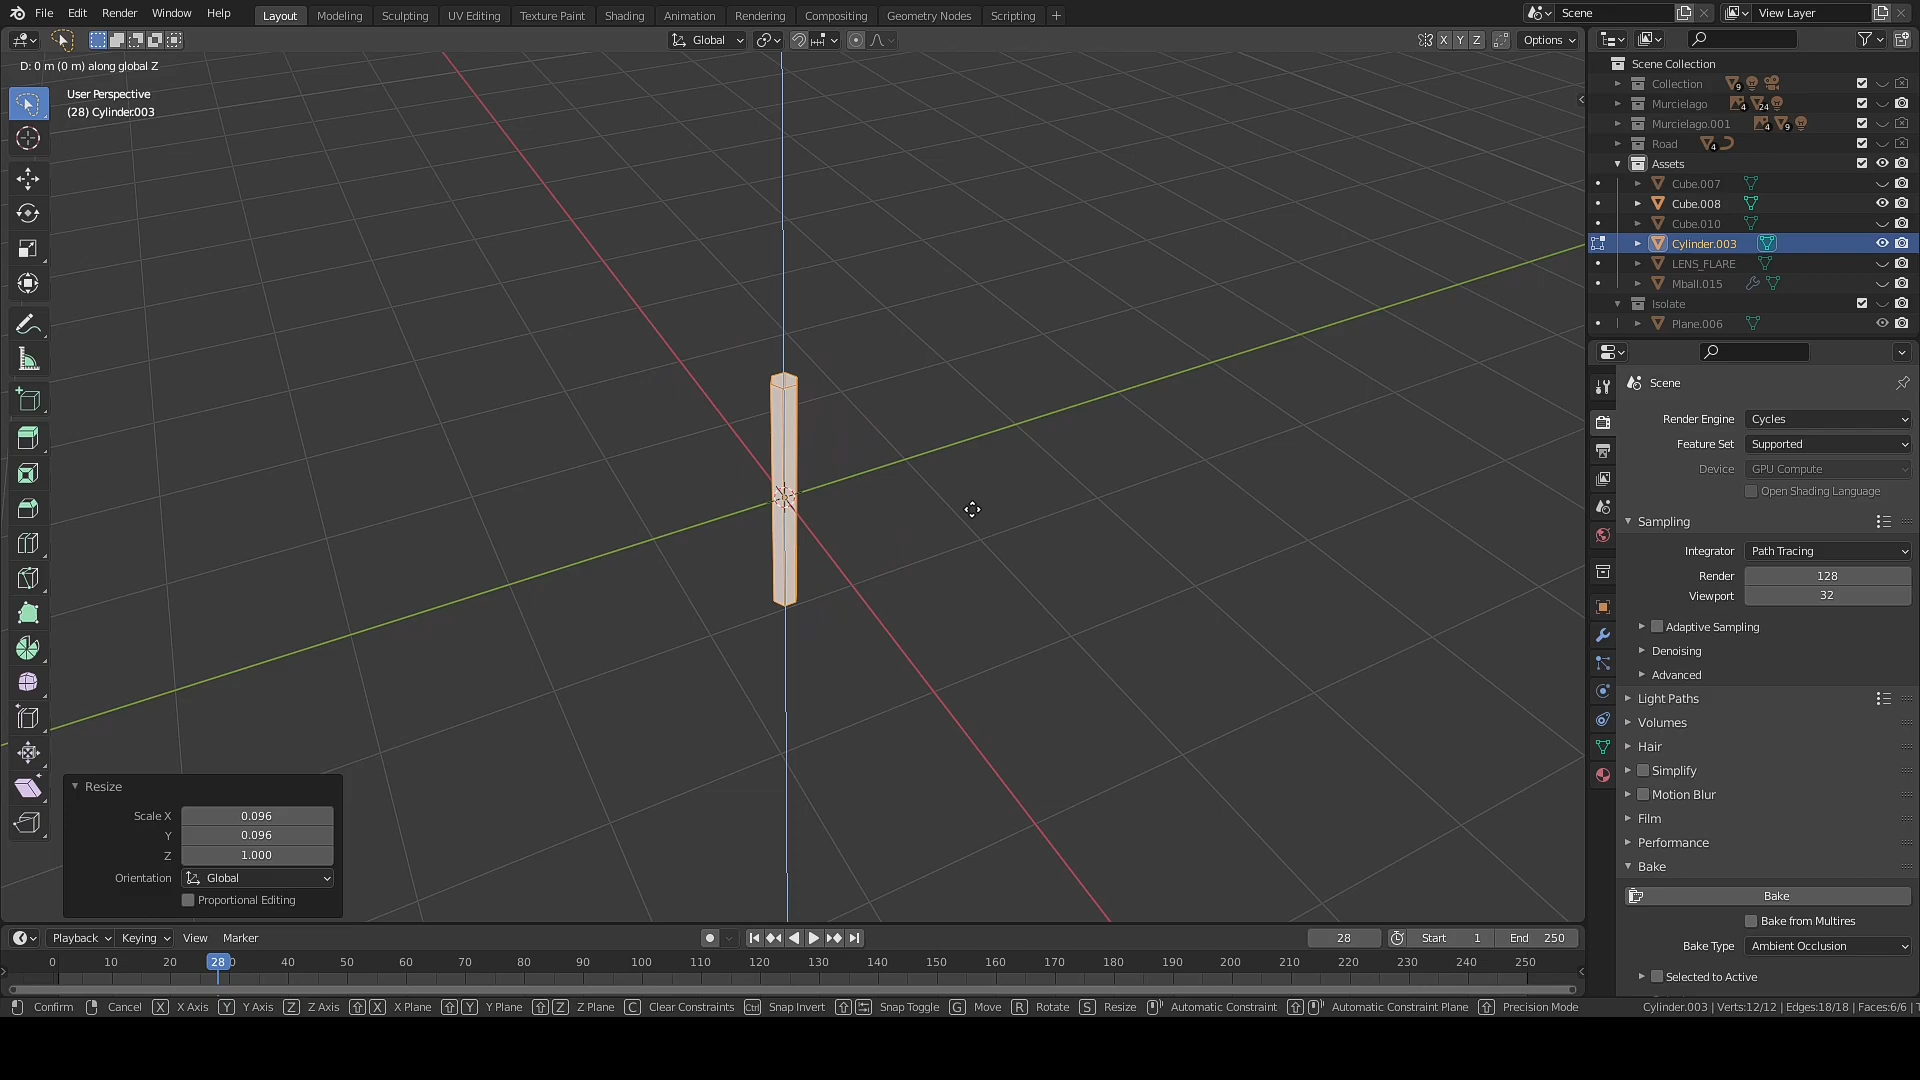 File Edit Render Window Help Layout Modeling Sculpting UV Editing Texture Paint Shading Animation Rendering Compositing Geometry Nodes Scripting + Scene View Layer
Global X Y Z Options
D: 0 m (0 m) along global Z
User Perspective
(28) Cylinder.003
Scene Collection
Collection 9
Murcielago 4 24
Murcielago.001 4 9
Road 4
Assets
Cube.007
Cube.008
Cube.010
Cylinder.003
LENS_FLARE
Mball.015
Isolate
Plane.006
Scene
Render Engine Cycles
Feature Set Supported
Device GPU Compute
Open Shading Language
Sampling
Integrator Path Tracing
Render 128
Viewport 32
Adaptive Sampling
Denoising
Advanced
Light Paths
Volumes
Hair
Simplify
Motion Blur
Film
Performance
Bake
Bake
Bake from Multires
Bake Type Ambient Occlusion
Selected to Active
Resize
Scale X 0.096
Y 0.096
Z 1.000
Orientation Global
Proportional Editing
Playback Keying View Marker 28 Start 1 End 250
0 10 20 28 40 50 60 70 80 90 100 110 120 130 140 150 160 170 180 190 200 210 220 230 240 250
Confirm Cancel X X Axis Y Y Axis Z Z Axis X X Plane Y Y Plane Z Z Plane C Clear Constraints Ctrl Snap Invert Snap Toggle G Move R Rotate S Resize Automatic Constraint Automatic Constraint Plane Precision Mode Cylinder.003 | Verts:12/12 | Edges:18/18 | Faces:6/6 |